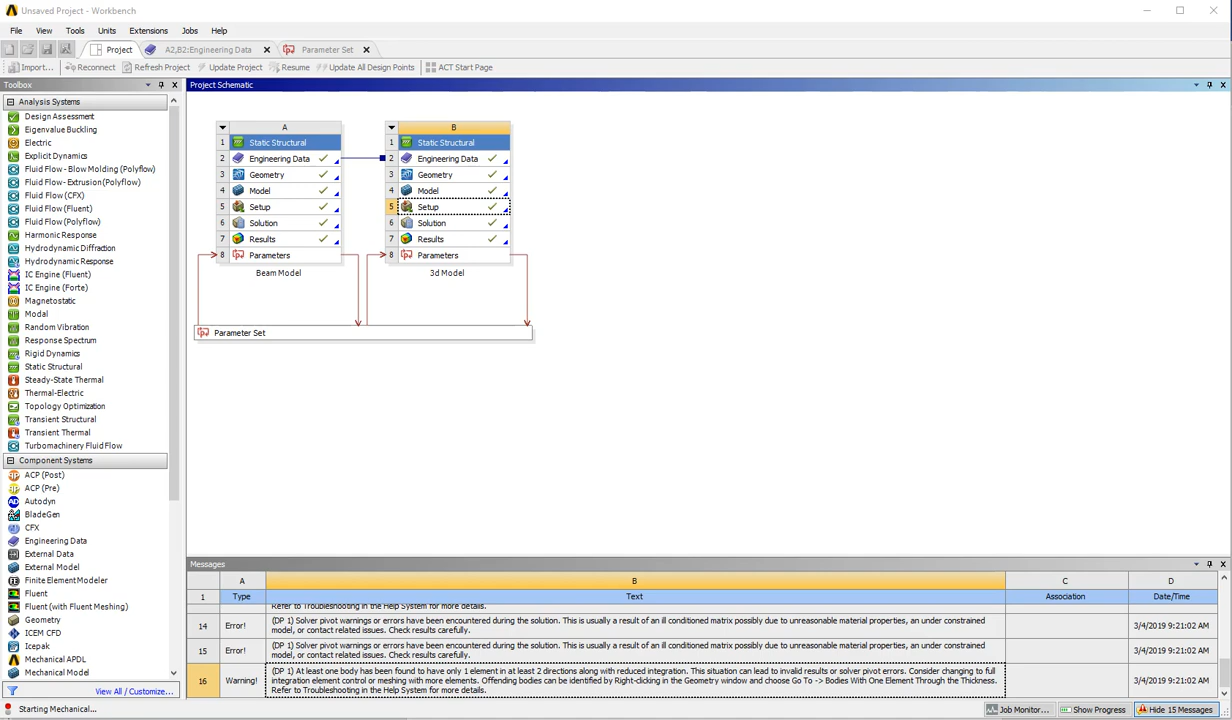 Unsaved Project - Workbench
File View Tools Units Extensions Jobs Help
Project A2,B2:Engineering Data Parameter Set
Import... Reconnect Refresh Project Update Project Resume Update All Design Points ACT Start Page
Toolbox
Analysis Systems
Design Assessment
Eigenvalue Buckling
Electric
Explicit Dynamics
Fluid Flow - Blow Molding (Polyflow)
Fluid Flow - Extrusion (Polyflow)
Fluid Flow (CFX)
Fluid Flow (Fluent)
Fluid Flow (Polyflow)
Harmonic Response
Hydrodynamic Diffraction
Hydrodynamic Response
IC Engine (Fluent)
IC Engine (Forte)
Magnetostatic
Modal
Random Vibration
Response Spectrum
Rigid Dynamics
Static Structural
Steady-State Thermal
Thermal-Electric
Topology Optimization
Transient Structural
Transient Thermal
Turbomachinery Fluid Flow
Component Systems
ACP (Post)
ACP (Pre)
Autodyn
BladeGen
CFX
Engineering Data
External Data
External Model
Finite Element Modeler
Fluent
Fluent (with Fluent Meshing)
Geometry
ICEM CFD
Icepak
Mechanical APDL
Mechanical Model
View All / Customize...
Project Schematic
A
1 Static Structural
2 Engineering Data
3 Geometry
4 Model
5 Setup
6 Solution
7 Results
8 Parameters
Beam Model
B
1 Static Structural
2 Engineering Data
3 Geometry
4 Model
5 Setup
6 Solution
7 Results
8 Parameters
3d Model
Parameter Set
Messages
A B C D
1 Type Text Association Date/Time
Refer to Troubleshooting in the Help System for more details.
14 Error! (DP 1) Solver pivot warnings or errors have been encountered during the solution. This is usually a result of an ill conditioned matrix possibly due to unreasonable material properties, an under constrained 3/4/2019 9:21:02 AM
model, or contact related issues. Check results carefully.
15 Error! (DP 1) Solver pivot warnings or errors have been encountered during the solution. This is usually a result of an ill conditioned matrix possibly due to unreasonable material properties, an under constrained 3/4/2019 9:21:02 AM
model, or contact related issues. Check results carefully.
16 Warning! (DP 1) At least one body has been found to have only 1 element in at least 2 directions along with reduced integration. This situation can lead to invalid results or solver pivot errors. Consider changing to full 3/4/2019 9:21:02 AM
integration element control or meshing with more elements. Offending bodies can be identified by Right-clicking in the Geometry window and choose Go To -> Bodies With One Element Through the Thickness.
Refer to Troubleshooting in the Help System for more details.
Starting Mechanical... Job Monitor... Show Progress Hide 15 Messages